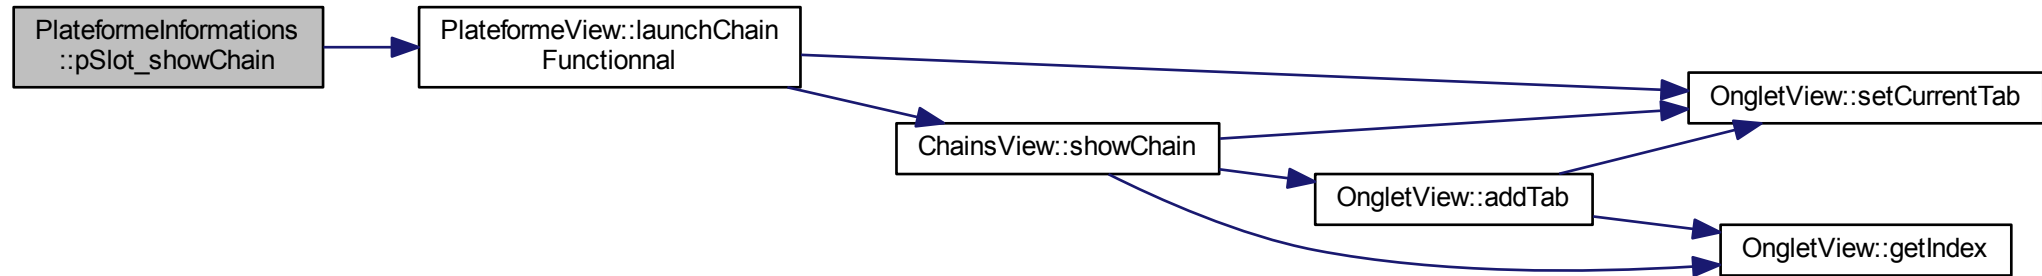 PlateformeInformations
::pSlot_showChain
PlateformeView::launchChain
Functionnal
OngletView::setCurrentTab
ChainsView::showChain
OngletView::addTab
OngletView::getIndex